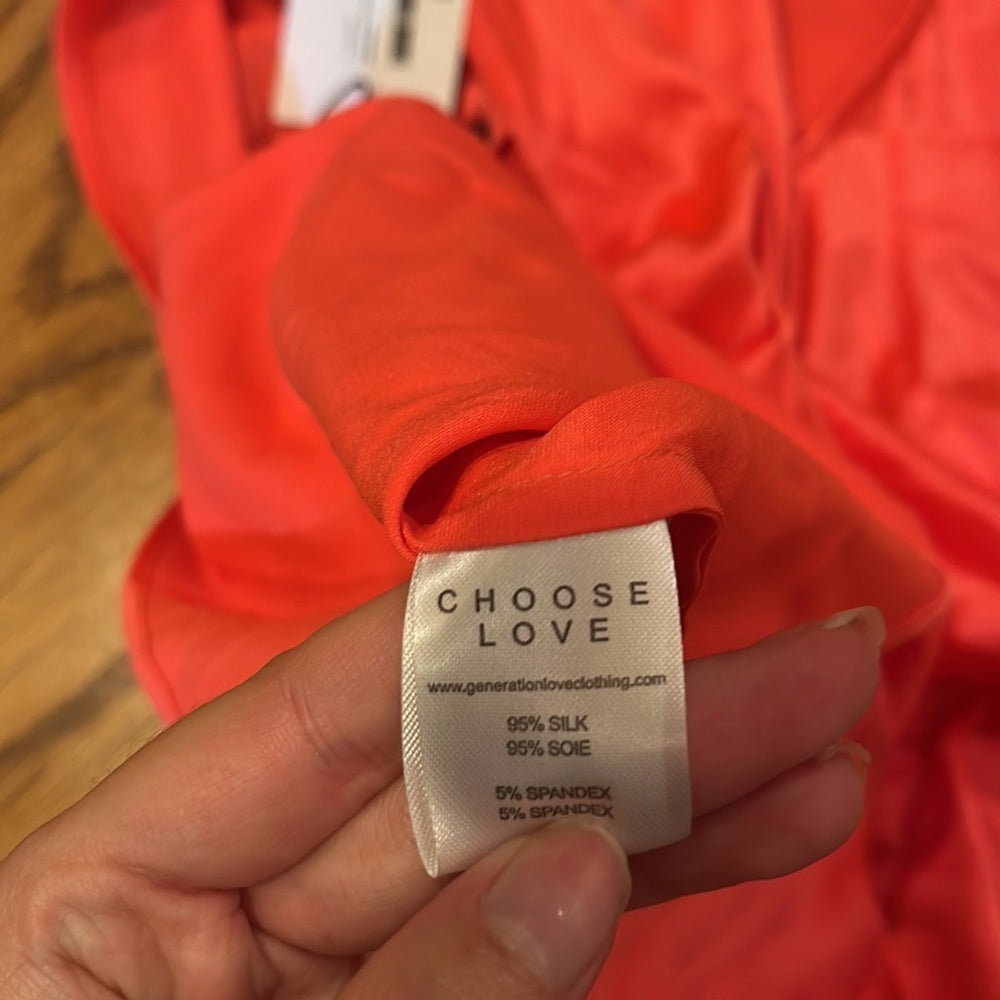 CHOOSE
LOVE
www.generationloveclothing.com
95% SILK
95% SOIE
5% SPANDEX
5% SPANDEX